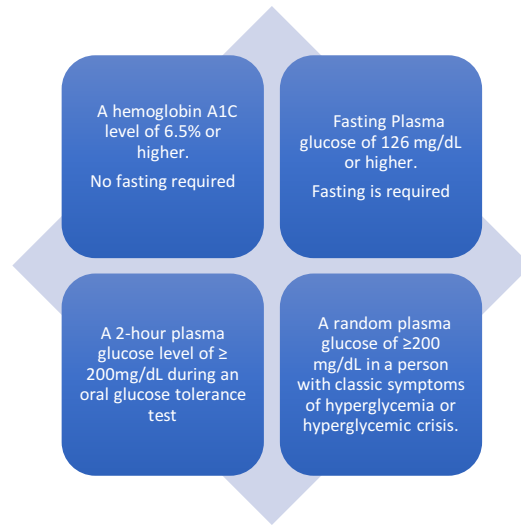 A hemoglobin A1C
level of 6.5% or
higher.
No fasting required
Fasting Plasma
glucose of 126 mg/dL
or higher.
Fasting is required
A 2-hour plasma
glucose level of ≥
200mg/dL during an
oral glucose tolerance
test
A random plasma
glucose of ≥200
mg/dL in a person
with classic symptoms
of hyperglycemia or
hyperglycemic crisis.